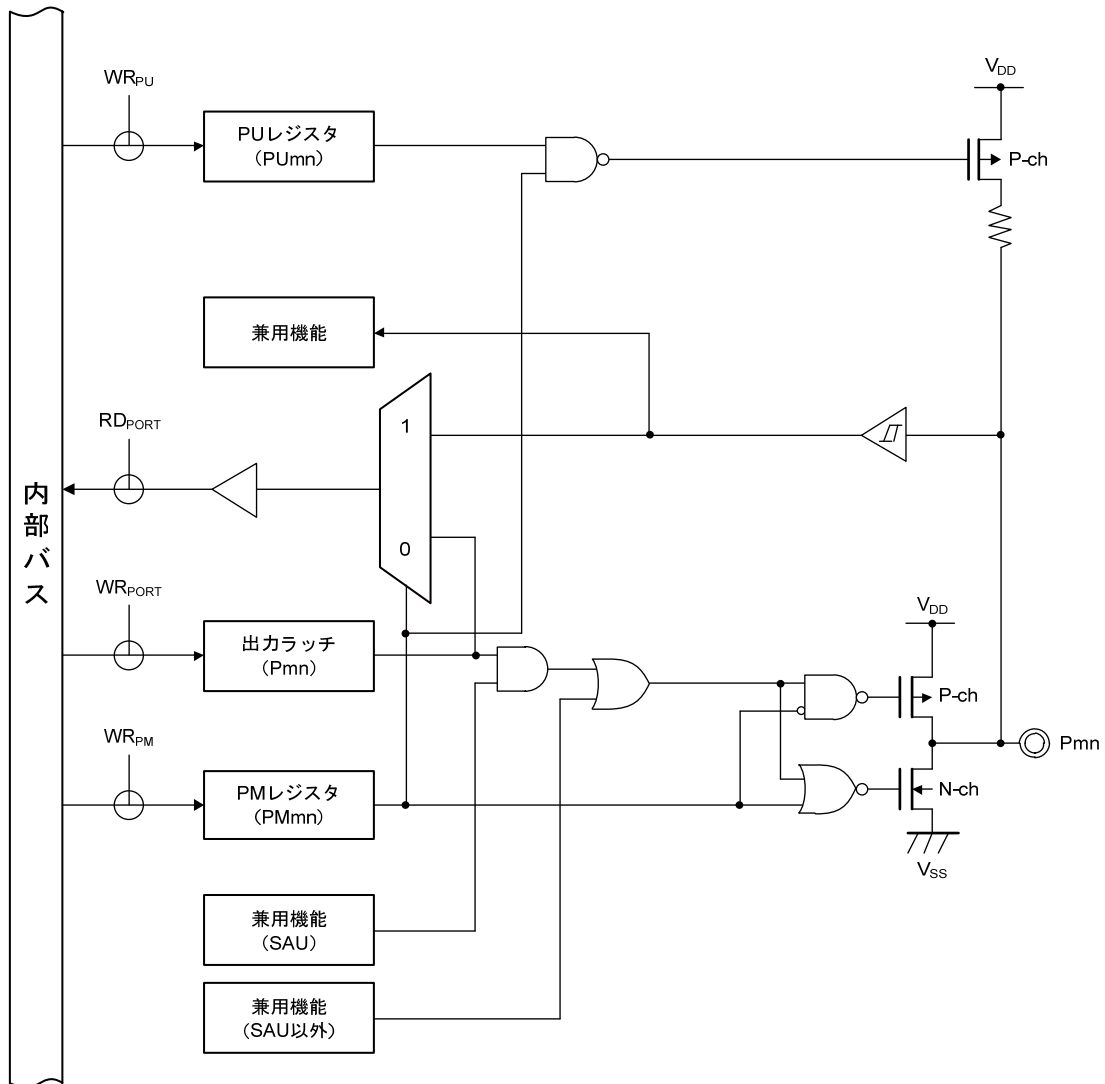 WRPU
PUレジスタ
(PUmn)
VDD
P-ch
兼用機能
RDPORT
1
0
内部バス
WRPORT
出力ラッチ
(Pmn)
VDD
P-ch
Pmn
WRPM
PMレジスタ
(PMmn)
N-ch
VSS
兼用機能
(SAU)
兼用機能
(SAU以外)